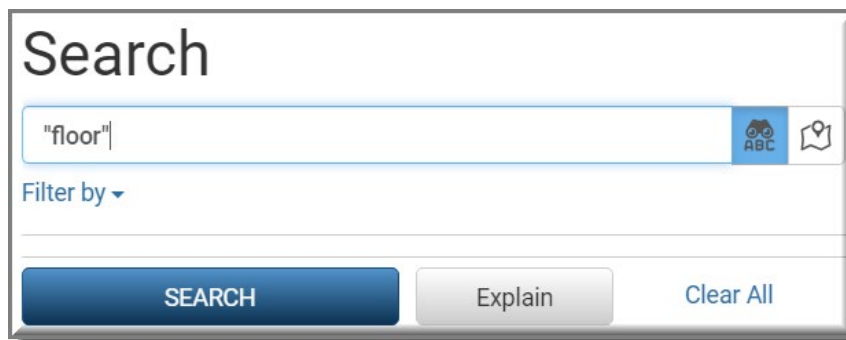 Search
"floor"
ABC
Filter by
SEARCH Explain Clear All